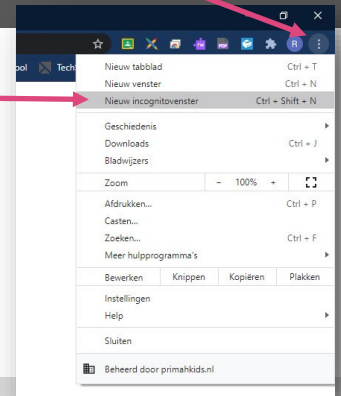 R
ool Tech
Nieuw tabblad Ctrl + T
Nieuw venster Ctrl + N
Nieuw incognitovenster Ctrl + Shift + N
Geschiedenis
Downloads Ctrl + J
Bladwijzers
Zoom - 100% +
Afdrukken... Ctrl + P
Casten...
Zoeken... Ctrl + F
Meer hulpprogramma's
Bewerken Knippen Kopiëren Plakken
Instellingen
Help
Sluiten
Beheerd door primahkids.nl